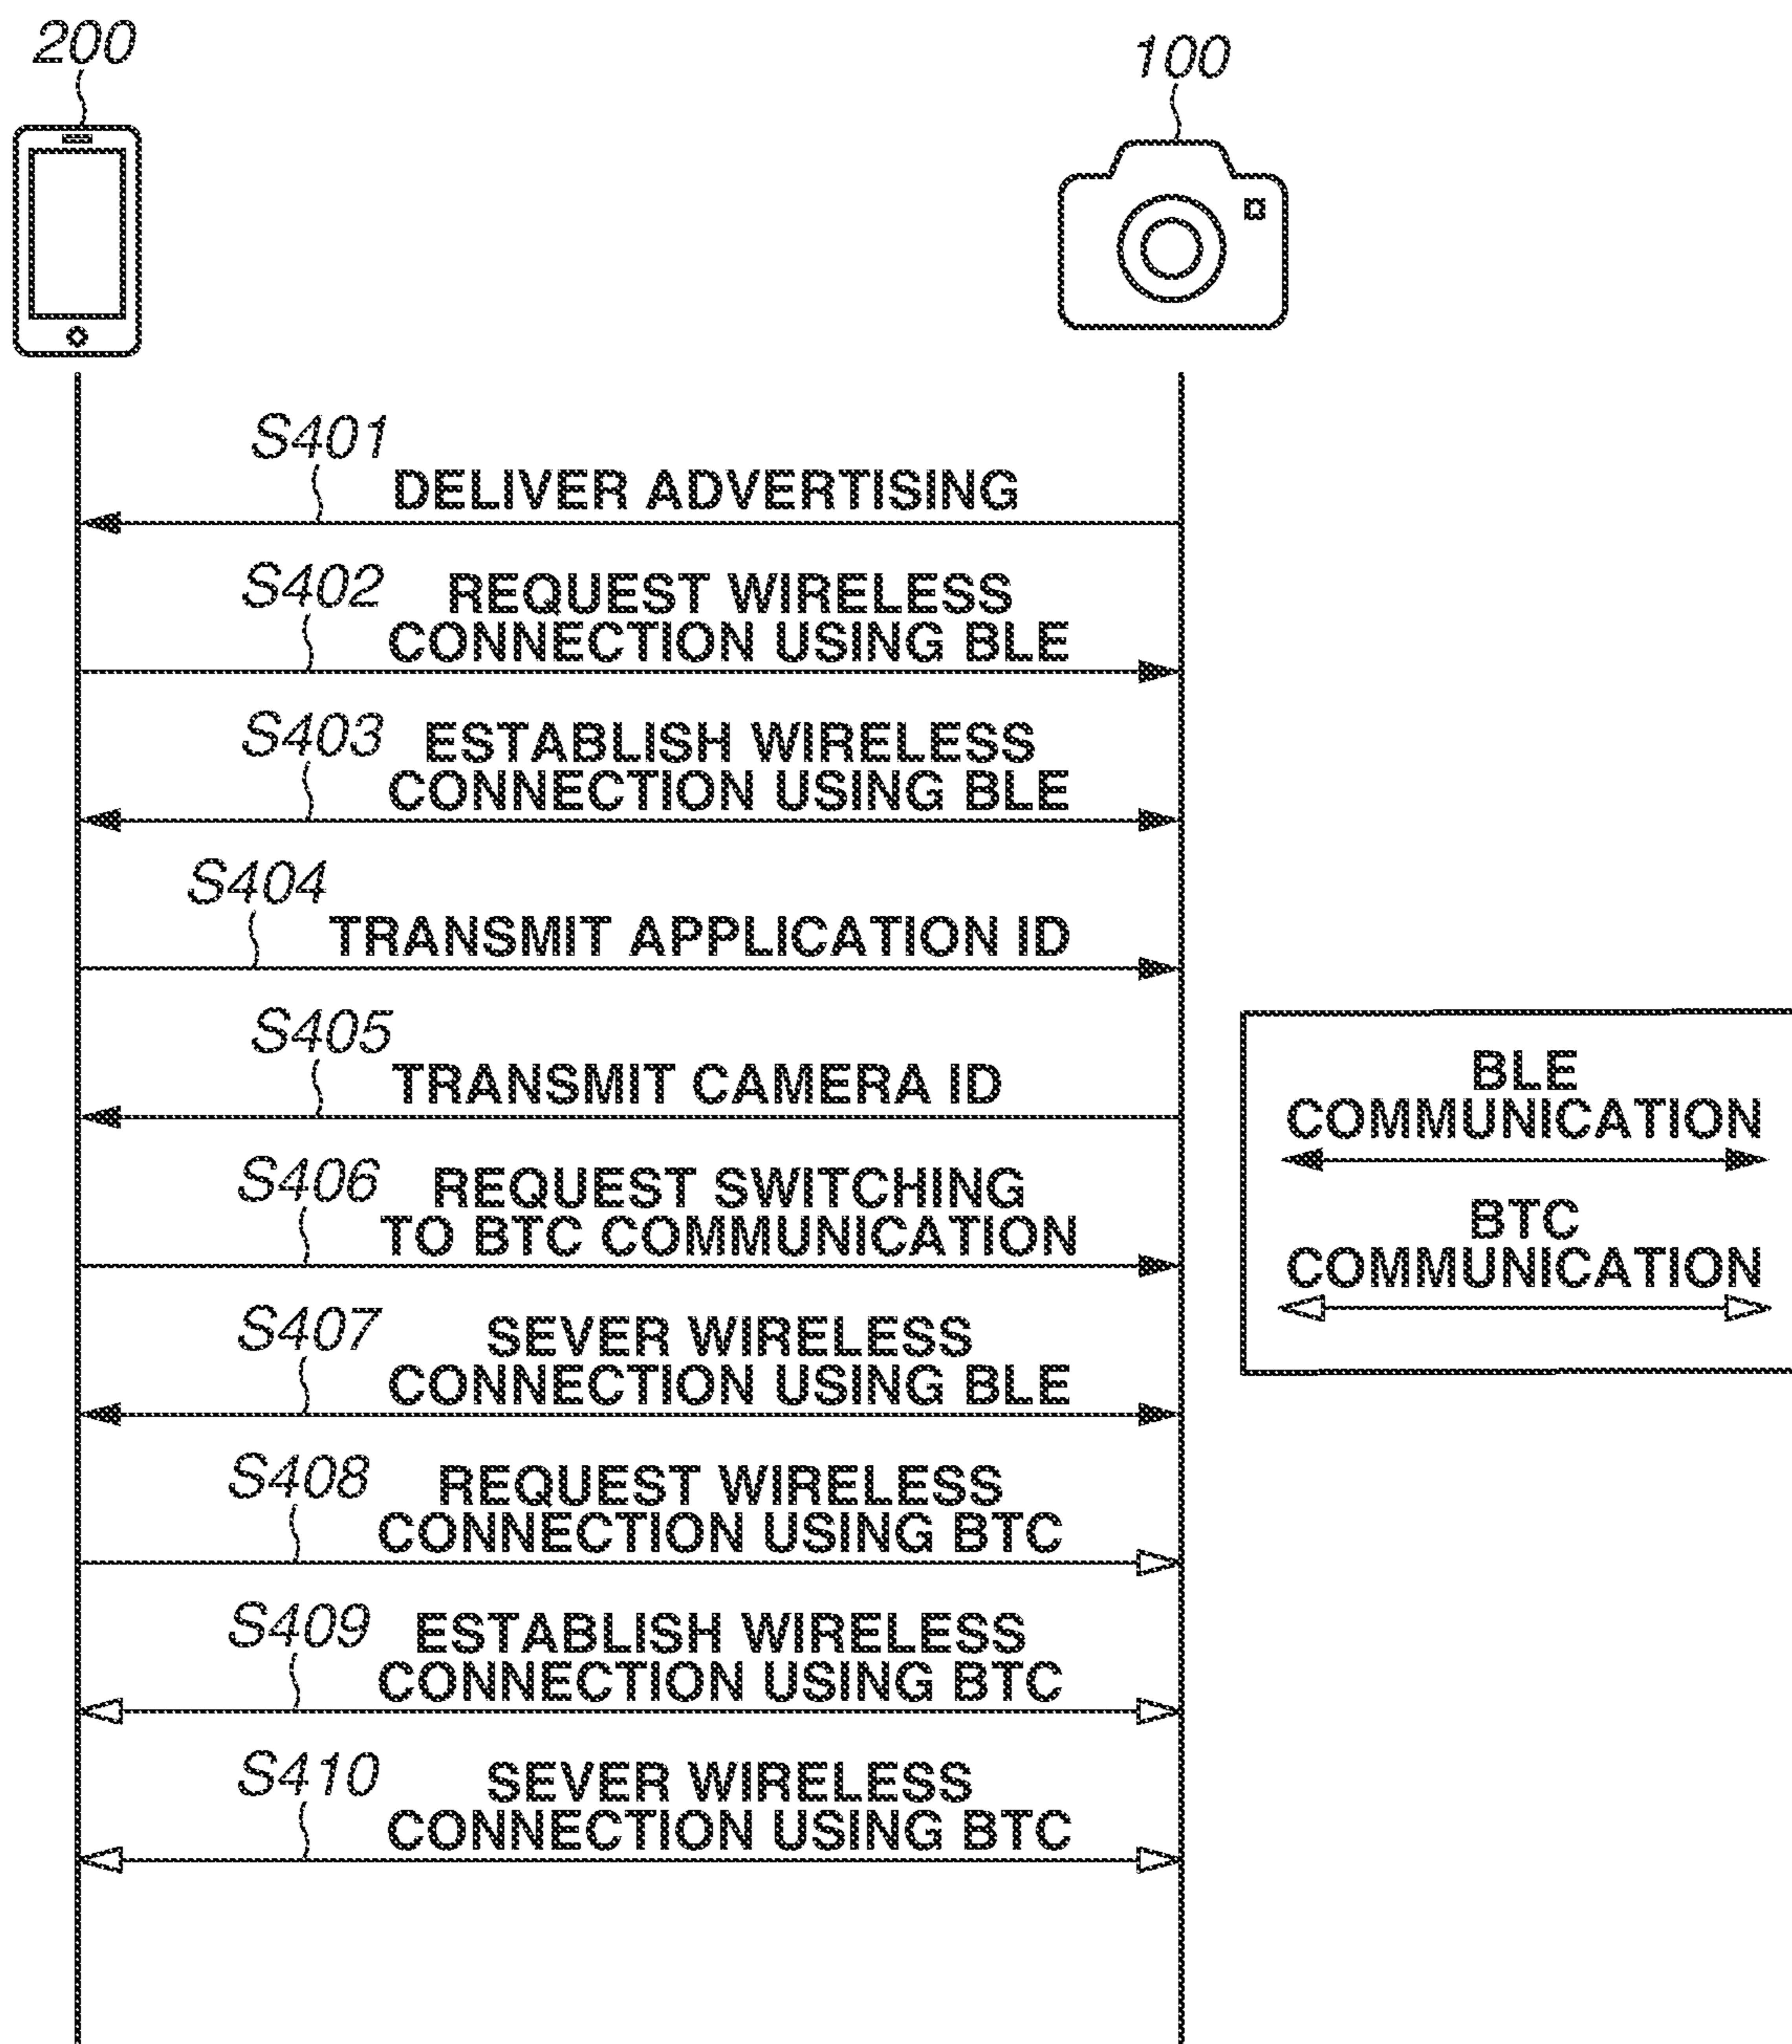 200
100
S401
DELIVER ADVERTISING
S402
REQUEST WIRELESS
CONNECTION USING BLE
S403
ESTABLISH WIRELESS
CONNECTION USING BLE
S404
TRANSMIT APPLICATION ID
S405
TRANSMIT CAMERA ID
S406
REQUEST SWITCHING
TO BTC COMMUNICATION
S407
SEVER WIRELESS
CONNECTION USING BLE
S408
REQUEST WIRELESS
CONNECTION USING BTC
S409
ESTABLISH WIRELESS
CONNECTION USING BTC
S410
SEVER WIRELESS
CONNECTION USING BTC
BLE
COMMUNICATION
BTC
COMMUNICATION